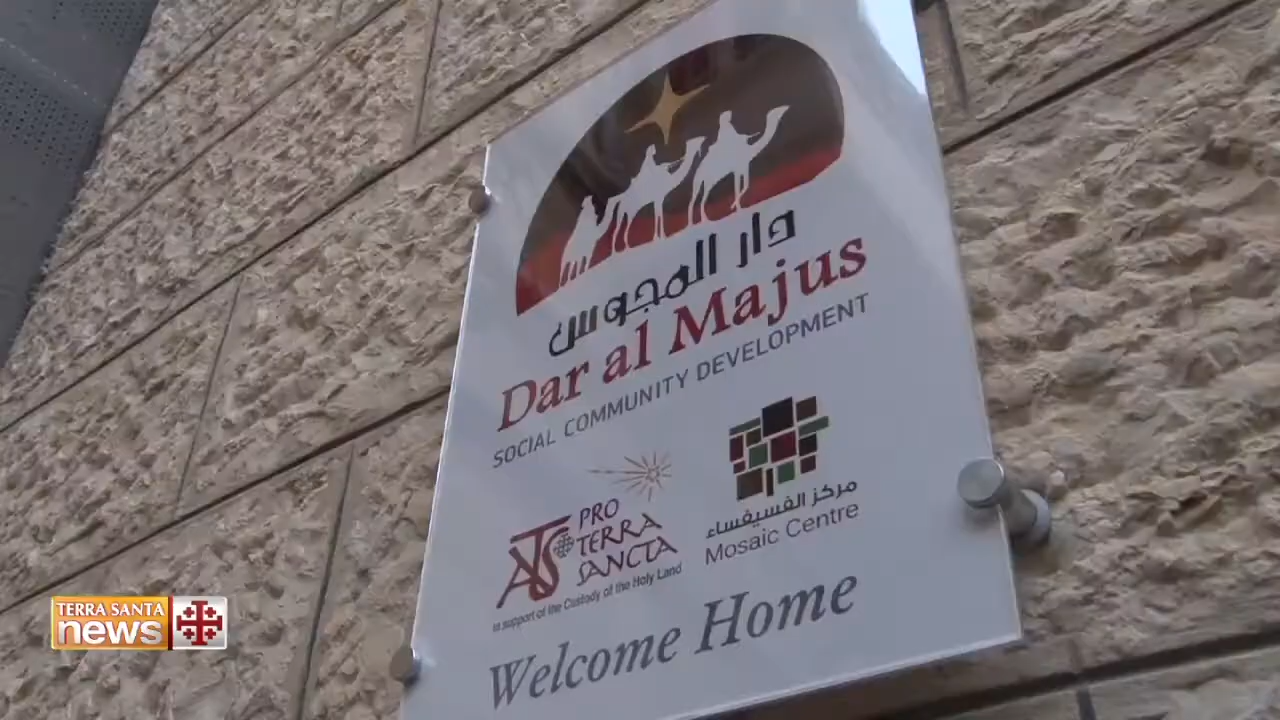 دار المجوس
Dar al Majus
SOCIAL COMMUNITY DEVELOPMENT
ATS PRO
TERRA
SANCTA
in support of the Custody of the Holy Land
مركز الفسيفساء
Mosaic Centre
Welcome Home
TERRA SANTA
news